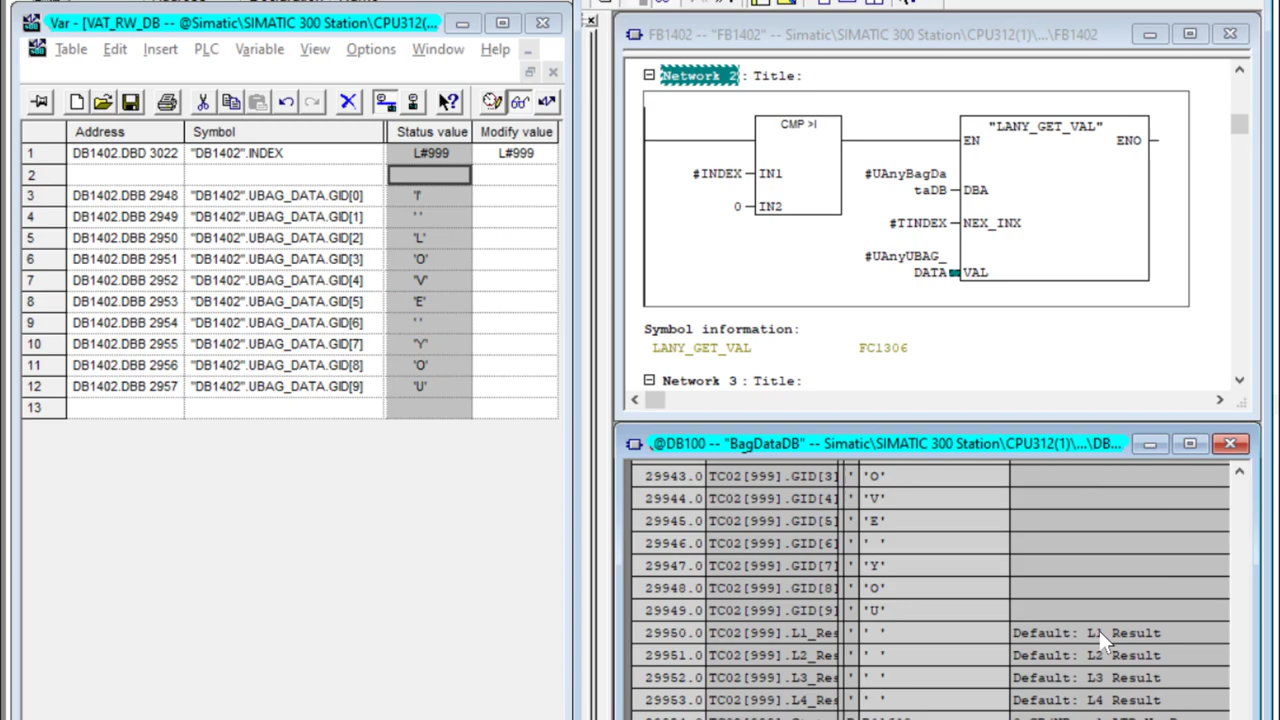 Var - [VAT_RW_DB -- @Simatic\SIMATIC 300 Station\CPU312(1)\...
Table Edit Insert PLC Variable View Options Window Help
Address Symbol Status value Modify value
1 DB1402.DBD 3022 "DB1402".INDEX L#999 L#999
2
3 DB1402.DBB 2948 "DB1402".UBAG_DATA.GID[0] 'I'
4 DB1402.DBB 2949 "DB1402".UBAG_DATA.GID[1] ' '
5 DB1402.DBB 2950 "DB1402".UBAG_DATA.GID[2] 'L'
6 DB1402.DBB 2951 "DB1402".UBAG_DATA.GID[3] 'O'
7 DB1402.DBB 2952 "DB1402".UBAG_DATA.GID[4] 'V'
8 DB1402.DBB 2953 "DB1402".UBAG_DATA.GID[5] 'E'
9 DB1402.DBB 2954 "DB1402".UBAG_DATA.GID[6] ' '
10 DB1402.DBB 2955 "DB1402".UBAG_DATA.GID[7] 'Y'
11 DB1402.DBB 2956 "DB1402".UBAG_DATA.GID[8] 'O'
12 DB1402.DBB 2957 "DB1402".UBAG_DATA.GID[9] 'U'
13
FB1402 -- "FB1402" -- Simatic\SIMATIC 300 Station\CPU312(1)\...\FB1402
Network 2 : Title:
CMP >I
"LANY_GET_VAL"
EN ENO
#INDEX IN1
0 IN2
#UAnyBagDa
taDB DBA
#TINDEX NEX_INX
#UAnyUBAG_
DATA VAL
Symbol information:
LANY_GET_VAL FC1306
Network 3 : Title:
@DB100 -- "BagDataDB" -- Simatic\SIMATIC 300 Station\CPU312(1)\...\DB...
29943.0 TC02[999].GID[3] ' 'O'
29944.0 TC02[999].GID[4] ' 'V'
29945.0 TC02[999].GID[5] ' 'E'
29946.0 TC02[999].GID[6] ' ' '
29947.0 TC02[999].GID[7] ' 'Y'
29948.0 TC02[999].GID[8] ' 'O'
29949.0 TC02[999].GID[9] ' 'U'
29950.0 TC02[999].L1_Res ' ' ' Default: L1 Result
29951.0 TC02[999].L2_Res ' ' ' Default: L2 Result
29952.0 TC02[999].L3_Res ' ' ' Default: L3 Result
29953.0 TC02[999].L4_Res ' ' ' Default: L4 Result